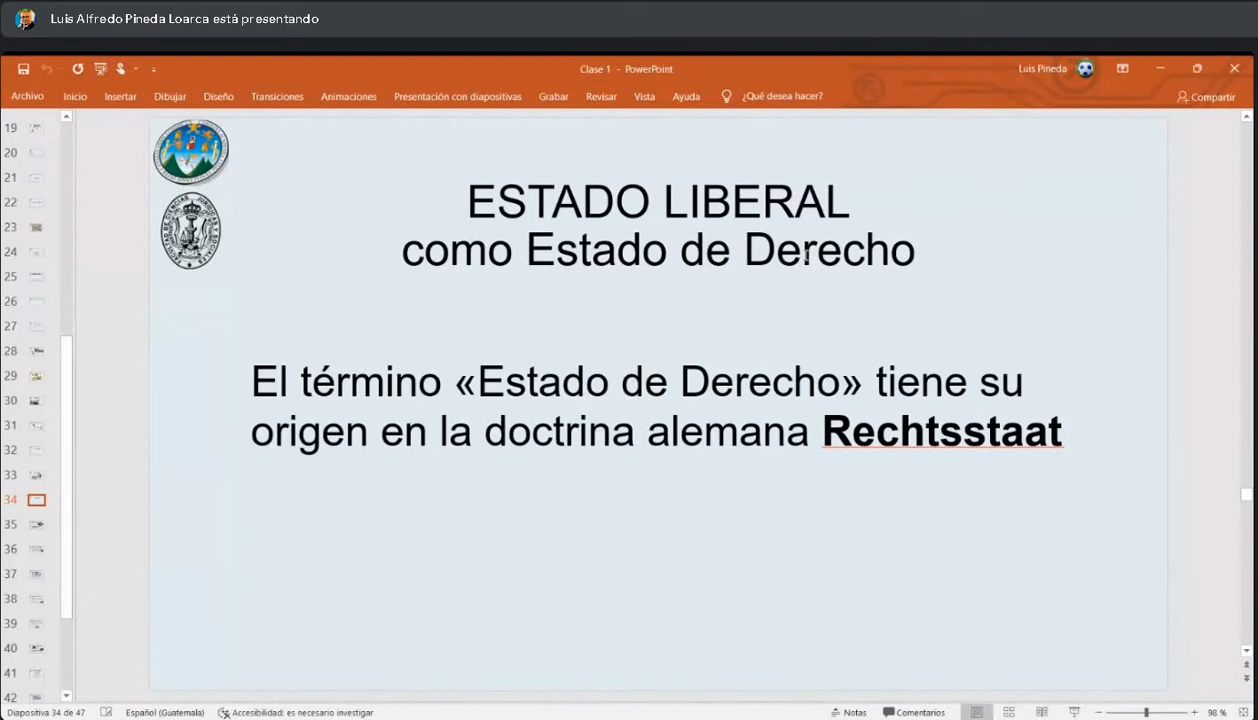 Luis Alfredo Pineda Loarca está presentando
Clase 1 - PowerPoint
Luis Pineda
Archivo Inicio Insertar Dibujar Diseño Transiciones Animaciones Presentación con diapositivas Grabar Revisar Vista Ayuda ¿Qué desea hacer? Compartir
19
20
21
22
23
24
25
26
27
28
29
30
31
32
33
34
35
36
37
38
39
40
41
42
ESTADO LIBERAL
como Estado de Derecho
El término «Estado de Derecho» tiene su
origen en la doctrina alemana Rechtsstaat
Diapositiva 34 de 47 Español (Guatemala) Accesibilidad: es necesario investigar Notas Comentarios 98 %